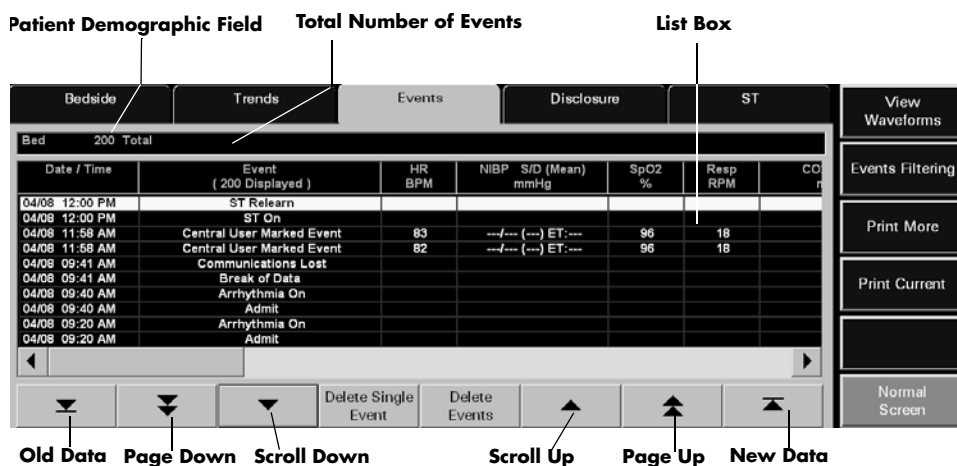 Patient Demographic Field Total Number of Events List Box
Bedside Trends Events Disclosure ST
View
Waveforms
Bed 200 Total
Events Filtering
Date / Time Event HR NIBP S/D (Mean) SpO2 Resp CO
( 200 Displayed ) BPM mmHg % RPM
04/08 12:00 PM ST Relearn
04/08 12:00 PM ST On
Print More
04/08 11:58 AM Central User Marked Event 83 ---/--- (---) ET:--- 96 18
04/08 11:58 AM Central User Marked Event 82 ---/--- (---) ET:--- 96 18
04/08 09:41 AM Communications Lost
04/08 09:41 AM Break of Data
Print Current
04/08 09:40 AM Arrhythmia On
04/08 09:40 AM Admit
04/08 09:20 AM Arrhythmia On
04/08 09:20 AM Admit
Delete Single
Event
Delete
Events
Normal
Screen
Old Data Page Down Scroll Down Scroll Up Page Up New Data